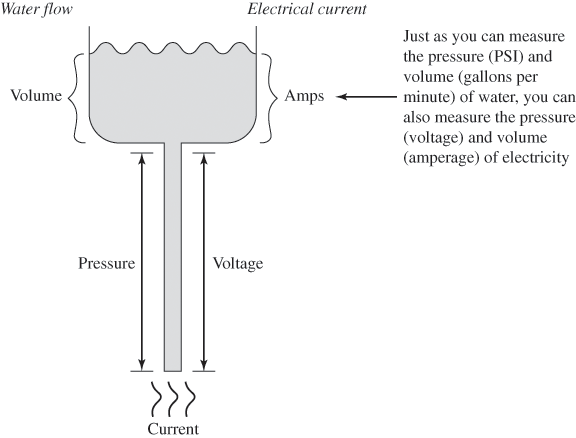 Water flow
Electrical current
Just as you can measure
the pressure (PSI) and
volume (gallons per
minute) of water, you can
also measure the pressure
(voltage) and volume
(amperage) of electricity
Volume
Amps
Pressure
Voltage
Current